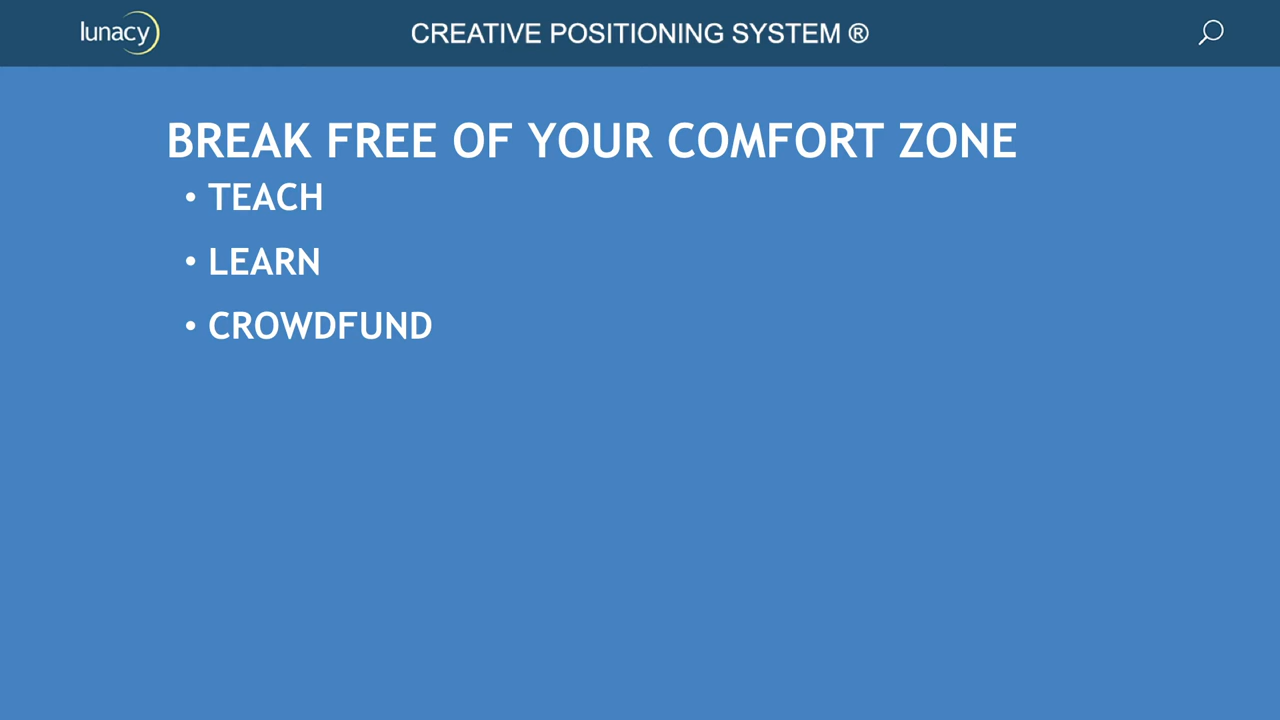 lunacy
CREATIVE POSITIONING SYSTEM ®
BREAK FREE OF YOUR COMFORT ZONE
• TEACH
• LEARN
• CROWDFUND